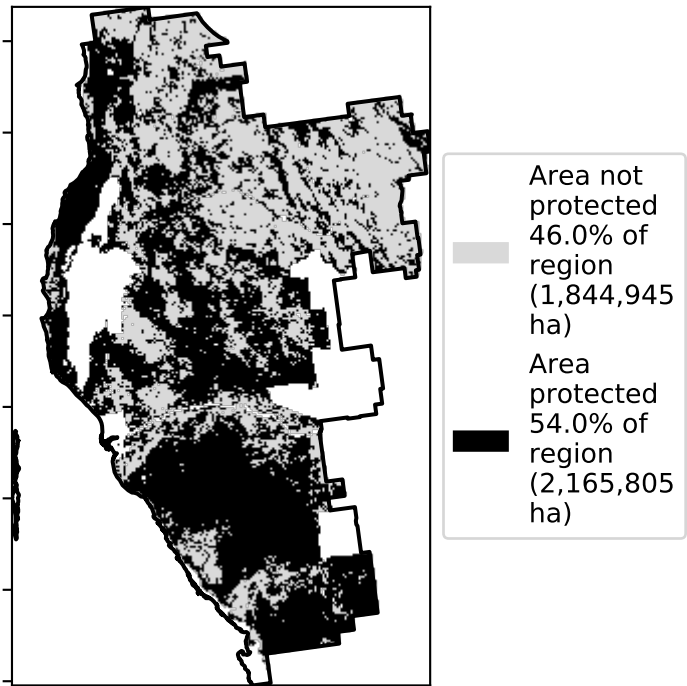 Area not
protected
46.0% of
region
(1,844,945
ha)
Area
protected
54.0% of
region
(2,165,805
ha)